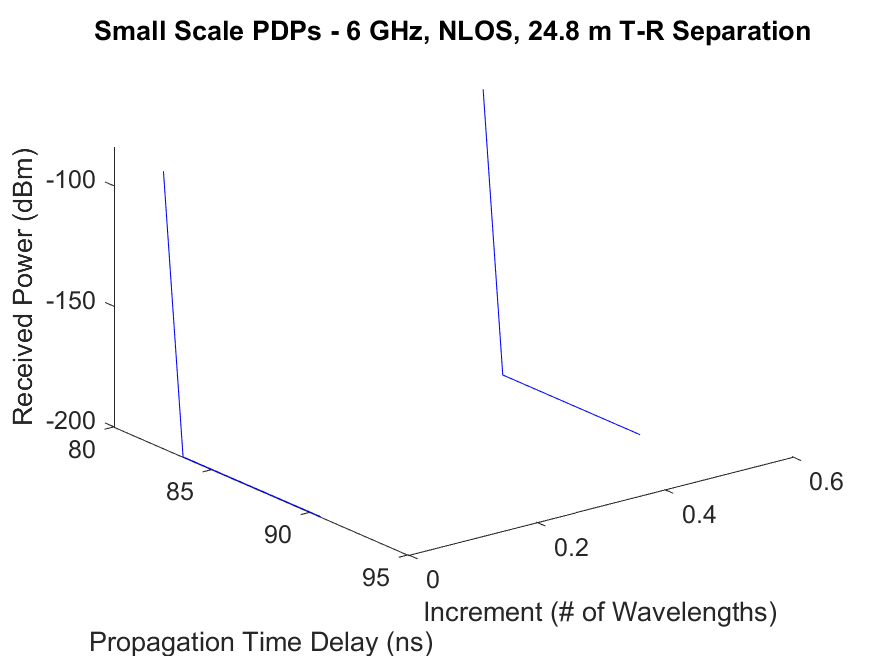 Small Scale PDPs - 6 GHz, NLOS, 24.8 m T-R Separation
Received Power (dBm)
-100
-150
-200
80
85
90
95
0
0.2
0.4
0.6
Increment (# of Wavelengths)
Propagation Time Delay (ns)